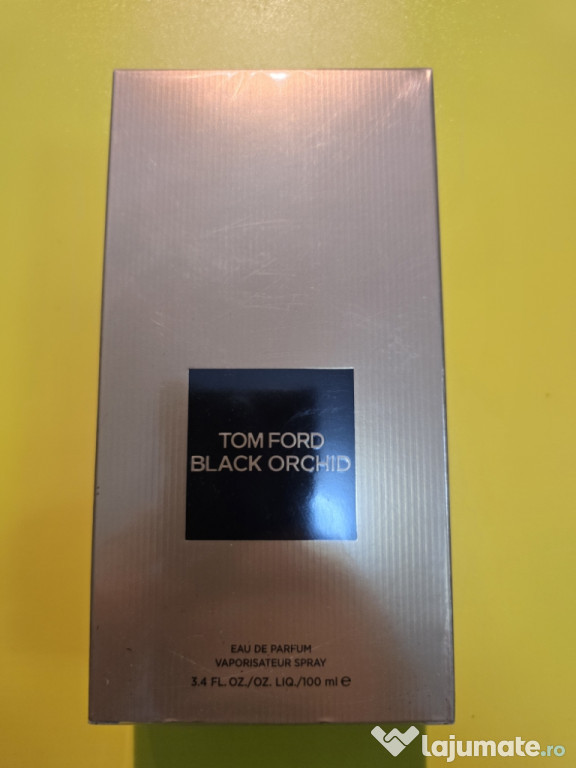 TOM FORD
BLACK ORCHID
EAU DE PARFUM
VAPORISATEUR SPRAY
3.4 FL. OZ./OZ. LIQ./100 ml ℮
lajumate.ro